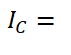 I_C =